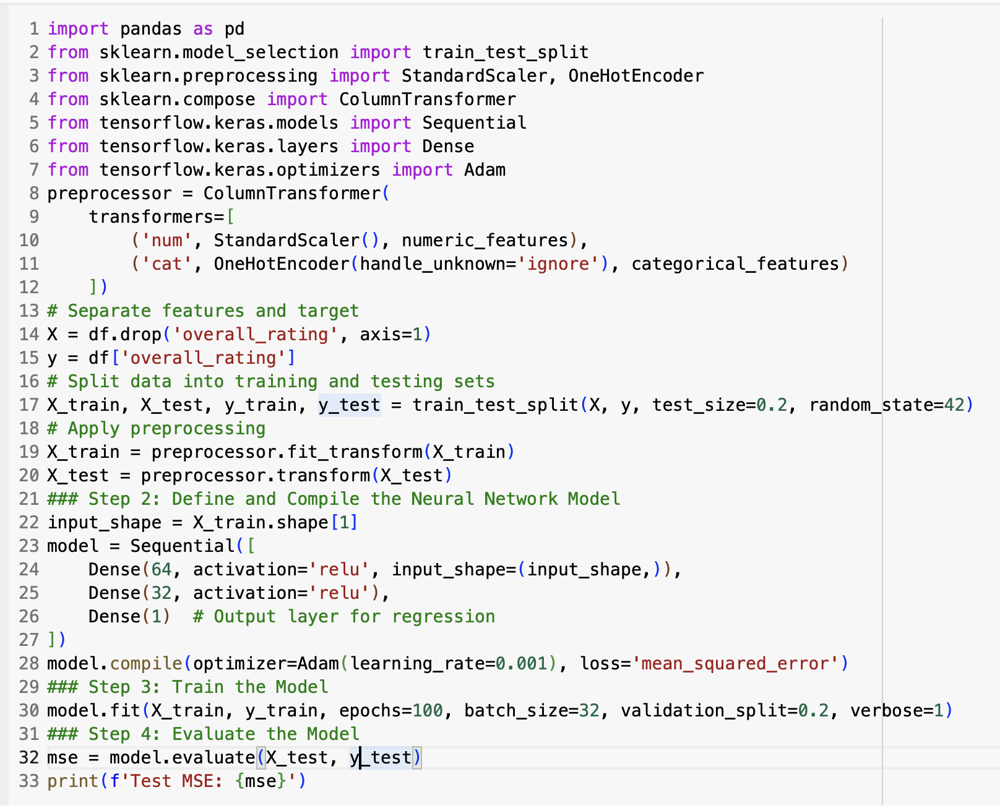 1 import pandas as pd
2 from sklearn.model_selection import train_test_split
3 from sklearn.preprocessing import StandardScaler, OneHotEncoder
4 from sklearn.compose import ColumnTransformer
5 from tensorflow.keras.models import Sequential
6 from tensorflow.keras.layers import Dense
7 from tensorflow.keras.optimizers import Adam
8 preprocessor = ColumnTransformer(
9     transformers=[
10         ('num', StandardScaler(), numeric_features),
11         ('cat', OneHotEncoder(handle_unknown='ignore'), categorical_features)
12     ])
13 # Separate features and target
14 X = df.drop('overall_rating', axis=1)
15 y = df['overall_rating']
16 # Split data into training and testing sets
17 X_train, X_test, y_train, y_test = train_test_split(X, y, test_size=0.2, random_state=42)
18 # Apply preprocessing
19 X_train = preprocessor.fit_transform(X_train)
20 X_test = preprocessor.transform(X_test)
21 ### Step 2: Define and Compile the Neural Network Model
22 input_shape = X_train.shape[1]
23 model = Sequential([
24     Dense(64, activation='relu', input_shape=(input_shape,)),
25     Dense(32, activation='relu'),
26     Dense(1)  # Output layer for regression
27 ])
28 model.compile(optimizer=Adam(learning_rate=0.001), loss='mean_squared_error')
29 ### Step 3: Train the Model
30 model.fit(X_train, y_train, epochs=100, batch_size=32, validation_split=0.2, verbose=1)
31 ### Step 4: Evaluate the Model
32 mse = model.evaluate(X_test, y_test)
33 print(f'Test MSE: {mse}')